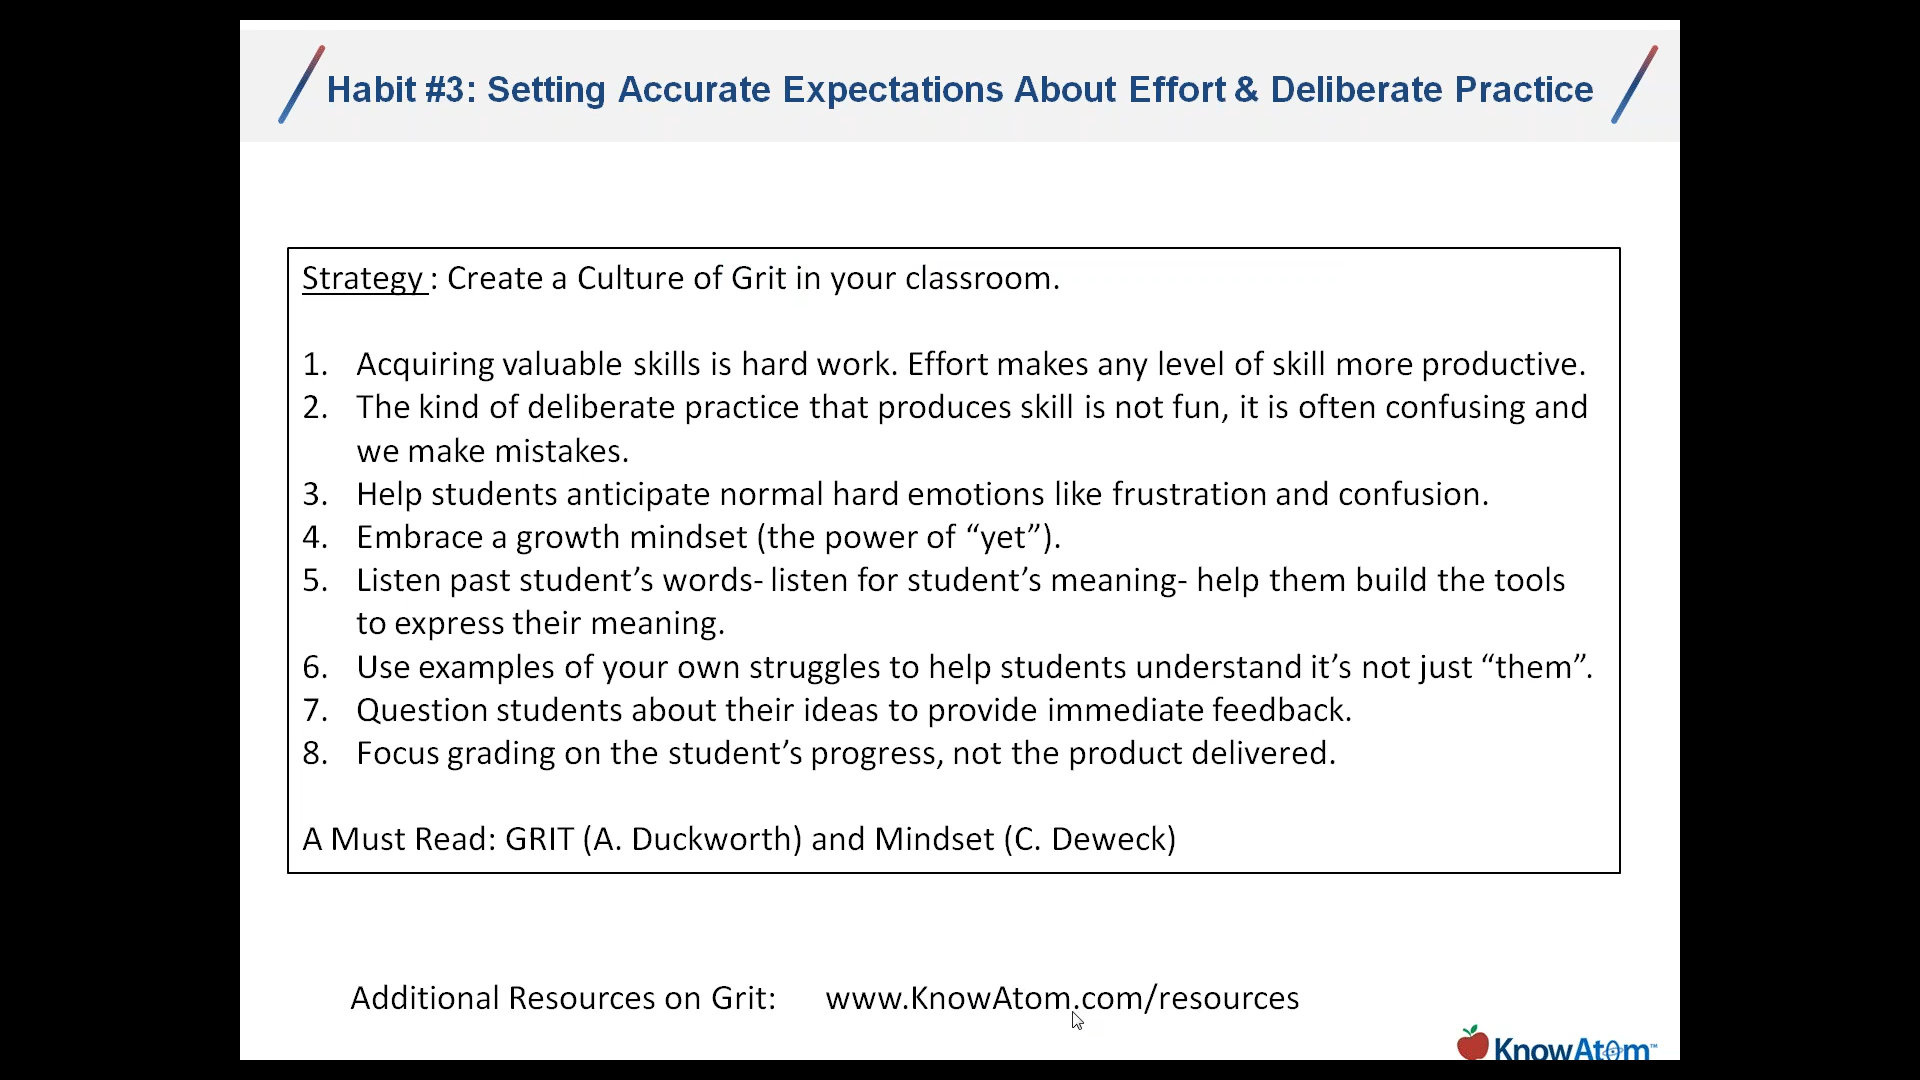 Habit #3: Setting Accurate Expectations About Effort & Deliberate Practice
Strategy : Create a Culture of Grit in your classroom.
1. Acquiring valuable skills is hard work. Effort makes any level of skill more productive.
2. The kind of deliberate practice that produces skill is not fun, it is often confusing and
we make mistakes.
3. Help students anticipate normal hard emotions like frustration and confusion.
4. Embrace a growth mindset (the power of “yet”).
5. Listen past student’s words- listen for student’s meaning- help them build the tools
to express their meaning.
6. Use examples of your own struggles to help students understand it’s not just “them”.
7. Question students about their ideas to provide immediate feedback.
8. Focus grading on the student’s progress, not the product delivered.
A Must Read: GRIT (A. Duckworth) and Mindset (C. Deweck)
Additional Resources on Grit: www.KnowAtom.com/resources
KnowAtom™